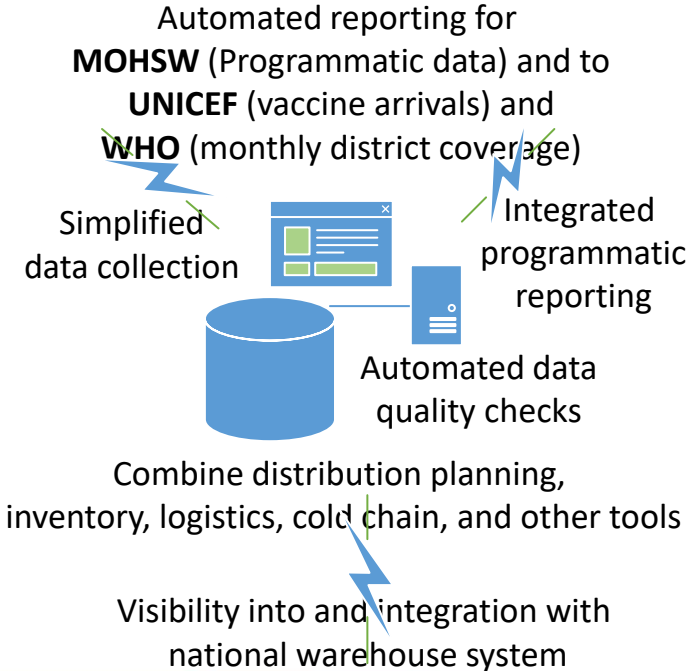 Automated reporting for
MOHSW (Programmatic data) and to
UNICEF (vaccine arrivals) and
WHO (monthly district coverage)
Simplified
data collection
Integrated
programmatic
reporting
Automated data
quality checks
Combine distribution planning,
inventory, logistics, cold chain, and other tools
Visibility into and integration with
national warehouse system